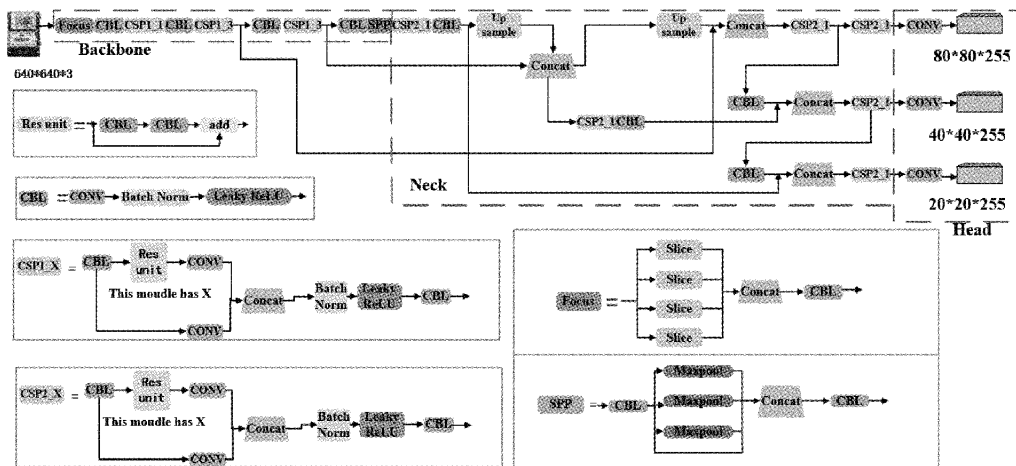 Focus CBL CSP1_1 CBL CSP1_3 CBL CSP1_3 CBL SPP CSP2_1 CBL Up sample Up sample Concat CSP2_1 CSP2_1 CONV
Backbone
80*80*255
Concat
640*640*3
CBL Concat CSP2_1 CONV
CSP2_1 CBL
40*40*255
Res unit = CBL CBL add
CBL Concat CSP2_1 CONV
Neck
20*20*255
Head
CBL = CONV Batch Norm Leaky ReLU
CSP1_X = CBL Res unit CONV
This moudle has X
Concat Batch Norm Leaky ReLU CBL
CONV
Slice
Slice
Focus = Concat CBL
Slice
Slice
CSP2_X = CBL Res unit CONV
This moudle has X
Concat Batch Norm Leaky ReLU CBL
CONV
Maxpool
SPP = CBL Maxpool Concat CBL
Maxpool